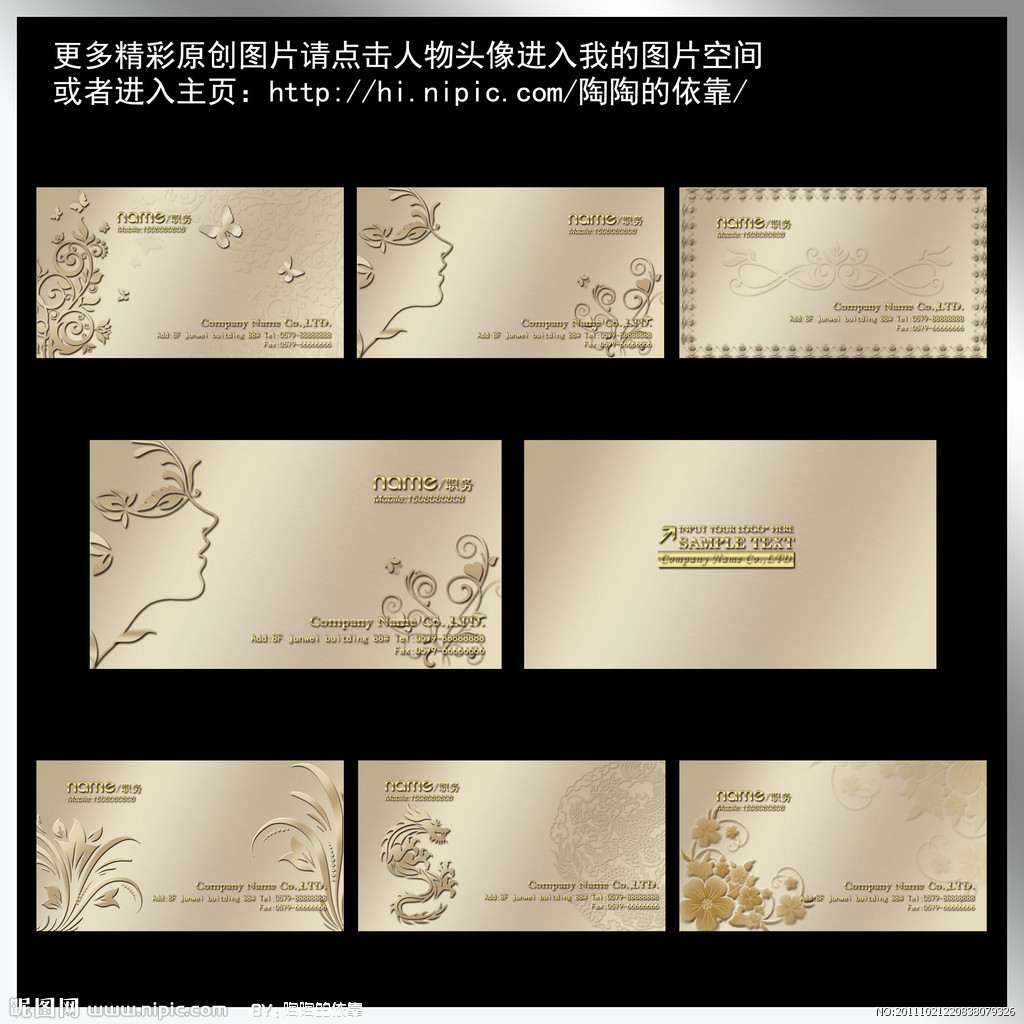 更多精彩原创图片请点击人物头像进入我的图片空间
或者进入主页：http://hi.nipic.com/陶陶的依靠/
name/职务
Mobile:1508080808
Company Name Co.,LTD.
Add:8F junwei building 88# Tel:0579-88888888
Fax:0579-66666666
name/职务
Mobile:1508080808
Company Name Co.,LTD.
Add:8F junwei building 88# Tel:0579-88888888
Fax:0579-66666666
name/职务
Mobile:1508080808
Company Name Co.,LTD.
Add:8F junwei building 88# Tel:0579-88888888
Fax:0579-66666666
name/职务
Mobile:1508080808
Company Name Co.,LTD.
Add:8F junwei building 88# Tel:0579-88888888
Fax:0579-66666666
INPUT YOUR LOGO* HERE
SAMPLE TEXT
Company Name Co.,LTD
name/职务
Mobile:1508080808
Company Name Co.,LTD.
Add:8F junwei building 88# Tel:0579-88888888
Fax:0579-66666666
name/职务
Mobile:1508080808
Company Name Co.,LTD.
Add:8F junwei building 88# Tel:0579-88888888
Fax:0579-66666666
name/职务
Mobile:1508080808
Company Name Co.,LTD.
Add:8F junwei building 88# Tel:0579-88888888
Fax:0579-66666666
昵图网 www.nipic.com BY:陶陶的依靠
NO:20111021220838079326